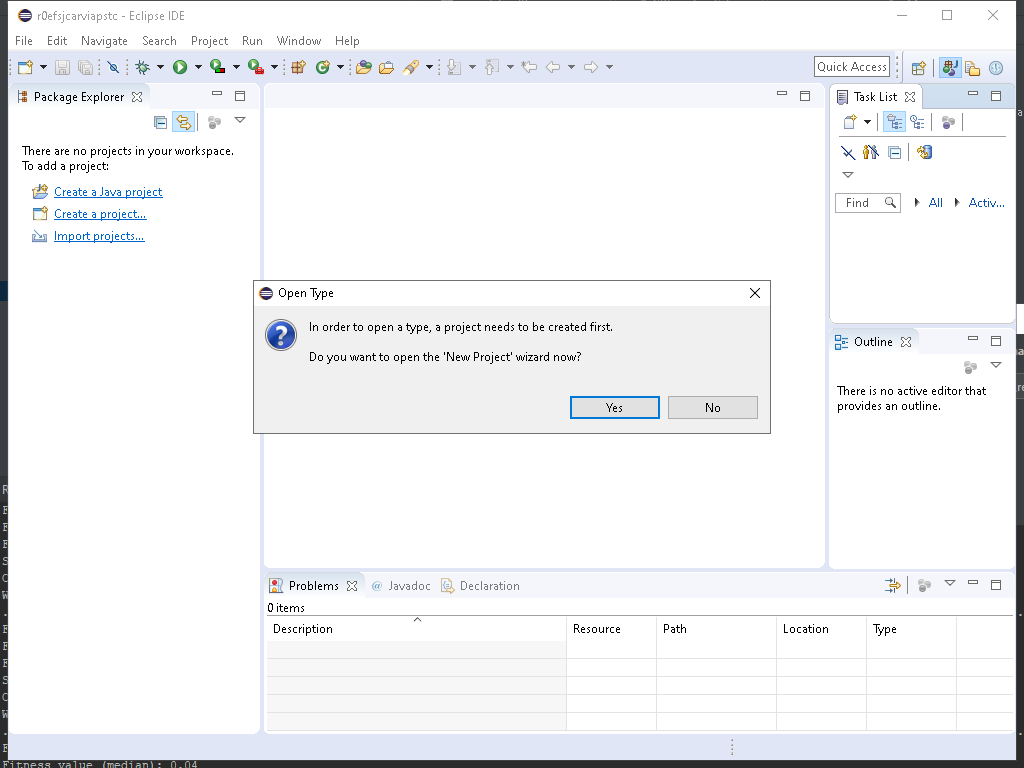 r0efsjcarviapstc - Eclipse IDE
File Edit Navigate Search Project Run Window Help
Quick Access
Package Explorer
Task List
There are no projects in your workspace.
To add a project:
Create a Java project
Create a project...
Import projects...
Find All Activ...
Open Type
In order to open a type, a project needs to be created first.
Do you want to open the 'New Project' wizard now?
Yes No
Outline
There is no active editor that
provides an outline.
Problems @ Javadoc Declaration
0 items
Description Resource Path Location Type
Fitness value (median): 0.04